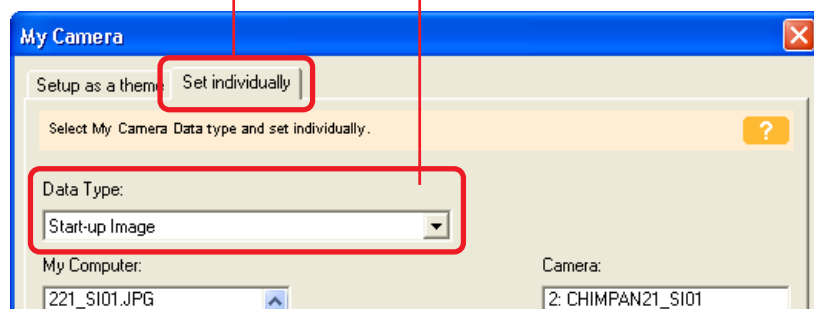 My Camera
Setup as a theme Set individually
Select My Camera Data type and set individually. ?
Data Type:
Start-up Image
My Computer: Camera:
221_SI01.JPG 2: CHIMPAN21_SI01